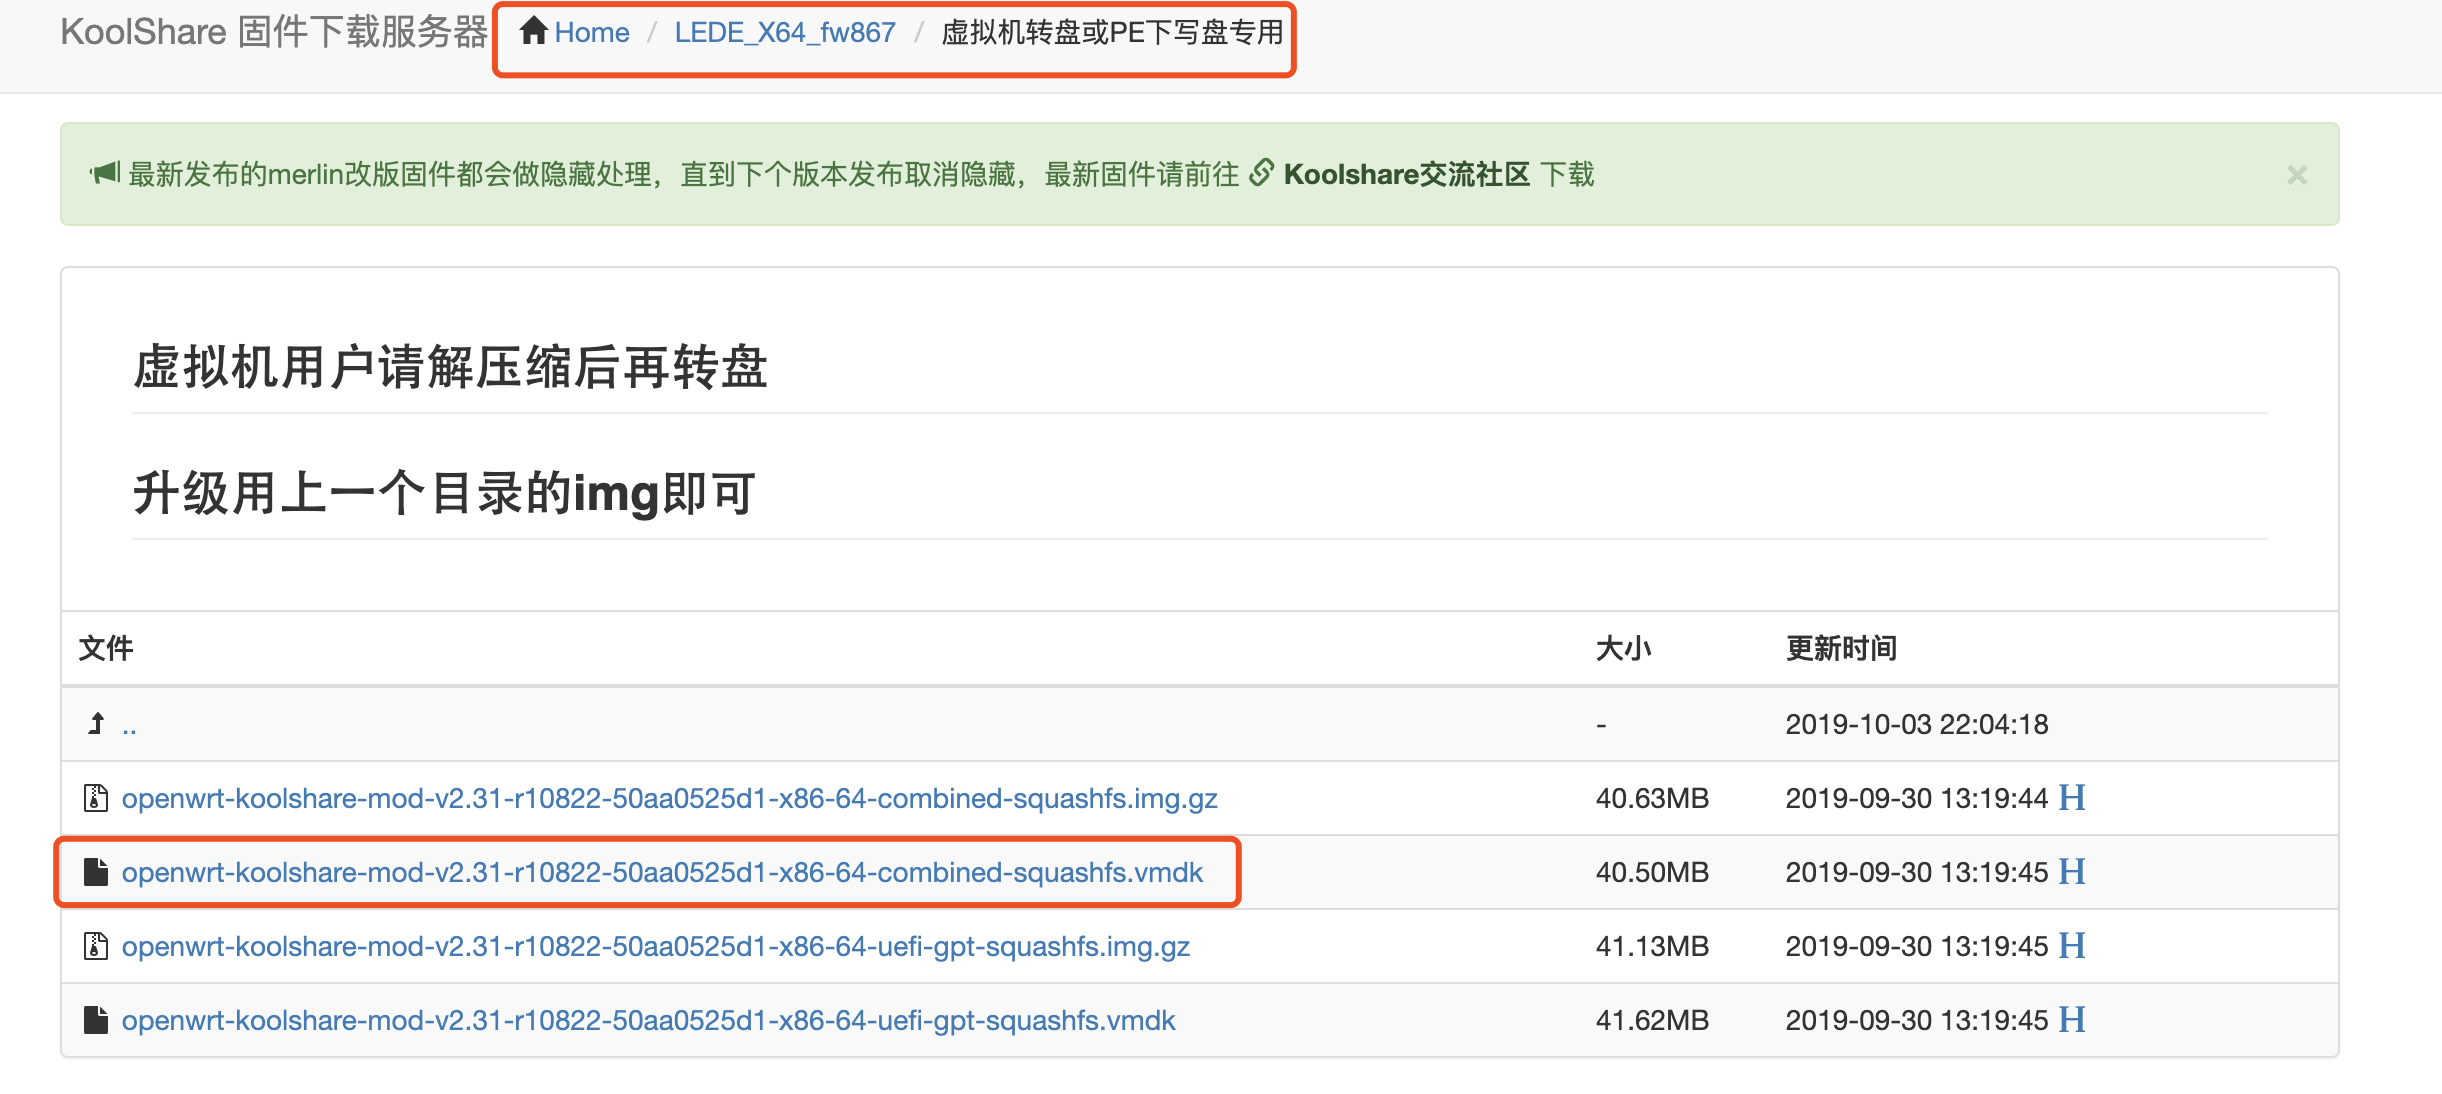 KoolShare 固件下载服务器 Home / LEDE_X64_fw867 / 虚拟机转盘或PE下写盘专用
最新发布的merlin改版固件都会做隐藏处理，直到下个版本发布取消隐藏，最新固件请前往 Koolshare交流社区 下载 ×
虚拟机用户请解压缩后再转盘
升级用上一个目录的img即可
文件 大小 更新时间
.. - 2019-10-03 22:04:18
openwrt-koolshare-mod-v2.31-r10822-50aa0525d1-x86-64-combined-squashfs.img.gz 40.63MB 2019-09-30 13:19:44 H
openwrt-koolshare-mod-v2.31-r10822-50aa0525d1-x86-64-combined-squashfs.vmdk 40.50MB 2019-09-30 13:19:45 H
openwrt-koolshare-mod-v2.31-r10822-50aa0525d1-x86-64-uefi-gpt-squashfs.img.gz 41.13MB 2019-09-30 13:19:45 H
openwrt-koolshare-mod-v2.31-r10822-50aa0525d1-x86-64-uefi-gpt-squashfs.vmdk 41.62MB 2019-09-30 13:19:45 H